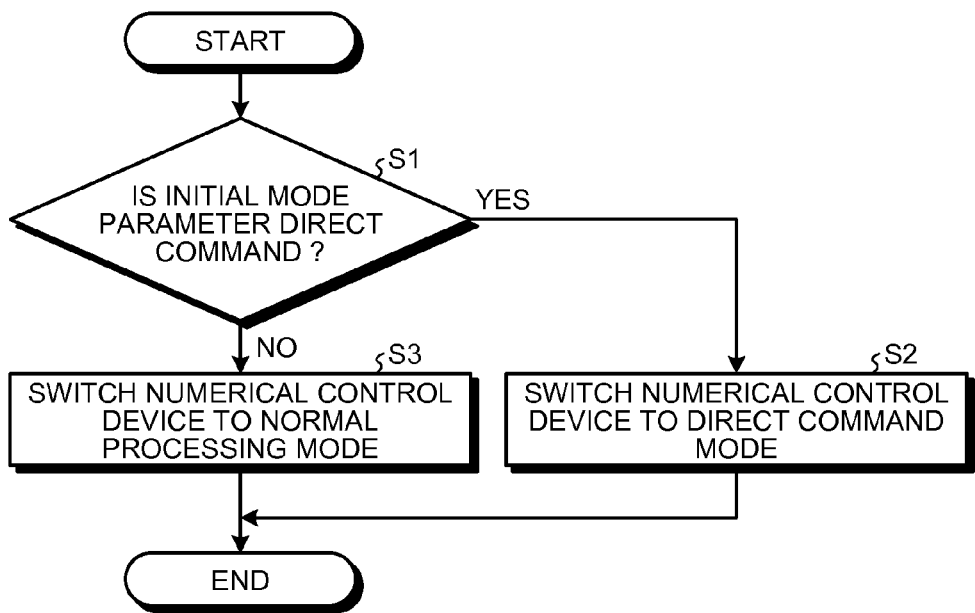 START
S1
IS INITIAL MODE
PARAMETER DIRECT
COMMAND ?
YES
NO
S3
SWITCH NUMERICAL CONTROL
DEVICE TO NORMAL
PROCESSING MODE
S2
SWITCH NUMERICAL CONTROL
DEVICE TO DIRECT COMMAND
MODE
END